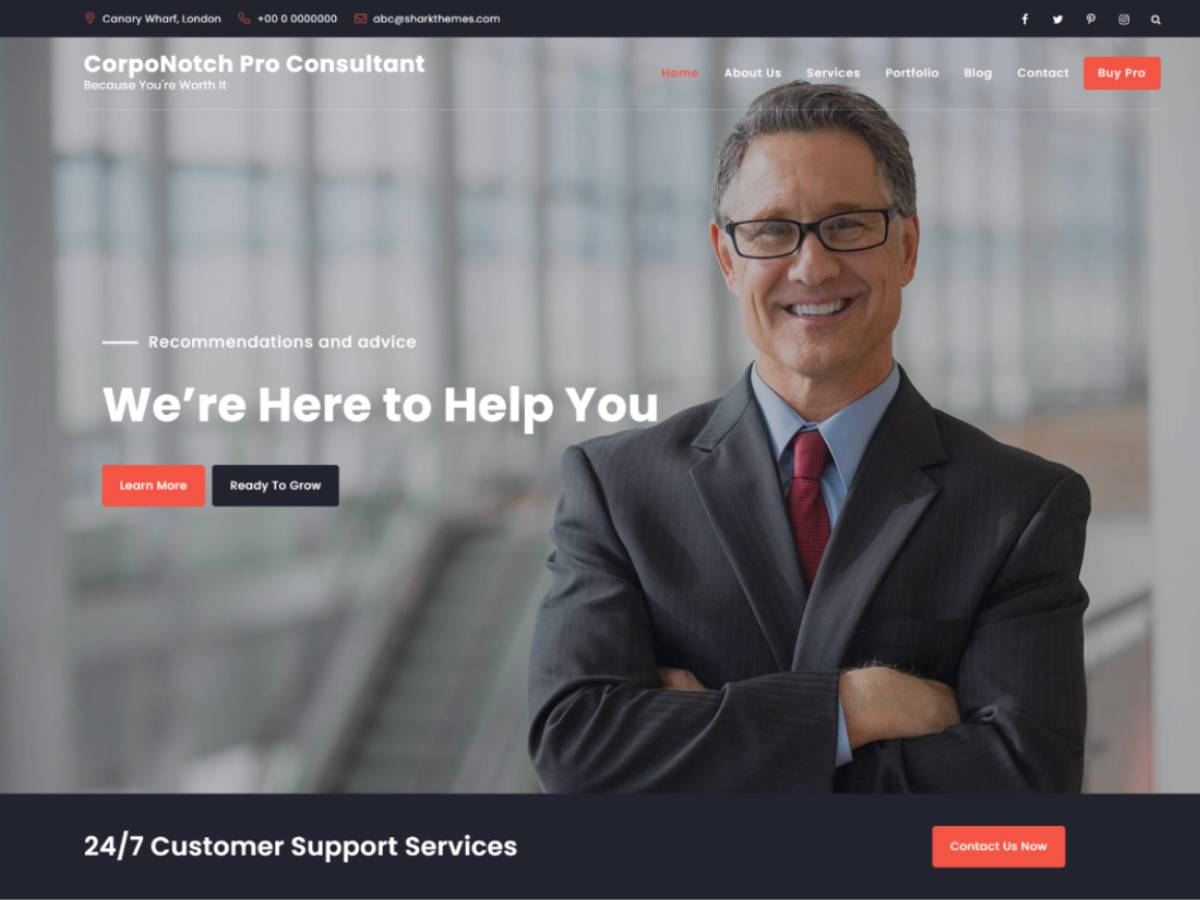 Canary Wharf, London +00 0 0000000 abc@sharkthemes.com
CorpoNotch Pro Consultant
Because You're Worth It
Home About Us Services Portfolio Blog Contact Buy Pro
Recommendations and advice
We’re Here to Help You
Learn More Ready To Grow
24/7 Customer Support Services
Contact Us Now